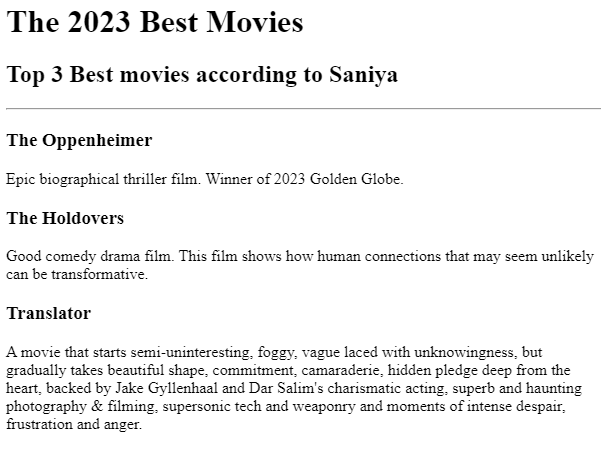 The 2023 Best Movies
Top 3 Best movies according to Saniya
The Oppenheimer
Epic biographical thriller film. Winner of 2023 Golden Globe.
The Holdovers
Good comedy drama film. This film shows how human connections that may seem unlikely
can be transformative.
Translator
A movie that starts semi-uninteresting, foggy, vague laced with unknowingness, but
gradually takes beautiful shape, commitment, camaraderie, hidden pledge deep from the
heart, backed by Jake Gyllenhaal and Dar Salim's charismatic acting, superb and haunting
photography & filming, supersonic tech and weaponry and moments of intense despair,
frustration and anger.